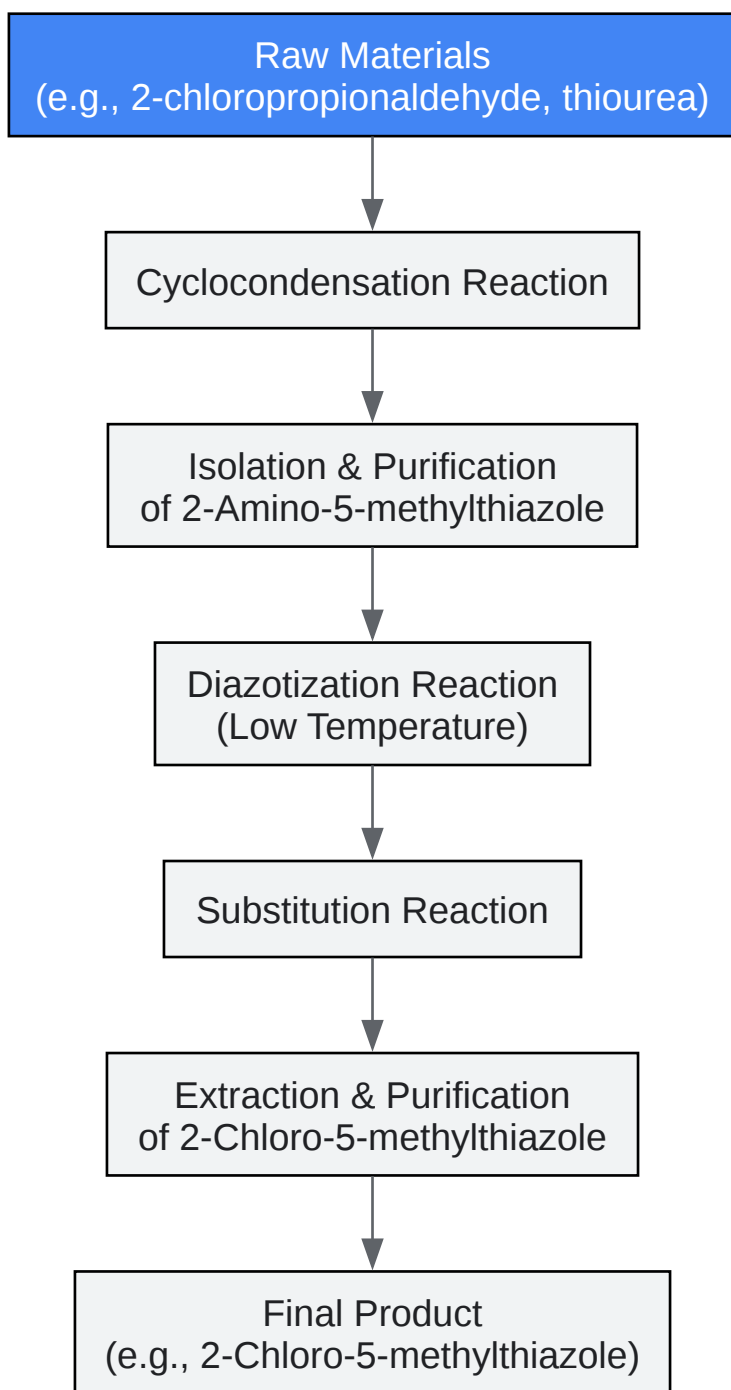 Raw Materials
(e.g., 2-chloropropionaldehyde, thiourea)
Cyclocondensation Reaction
Isolation & Purification
of 2-Amino-5-methylthiazole
Diazotization Reaction
(Low Temperature)
Substitution Reaction
Extraction & Purification
of 2-Chloro-5-methylthiazole
Final Product
(e.g., 2-Chloro-5-methylthiazole)